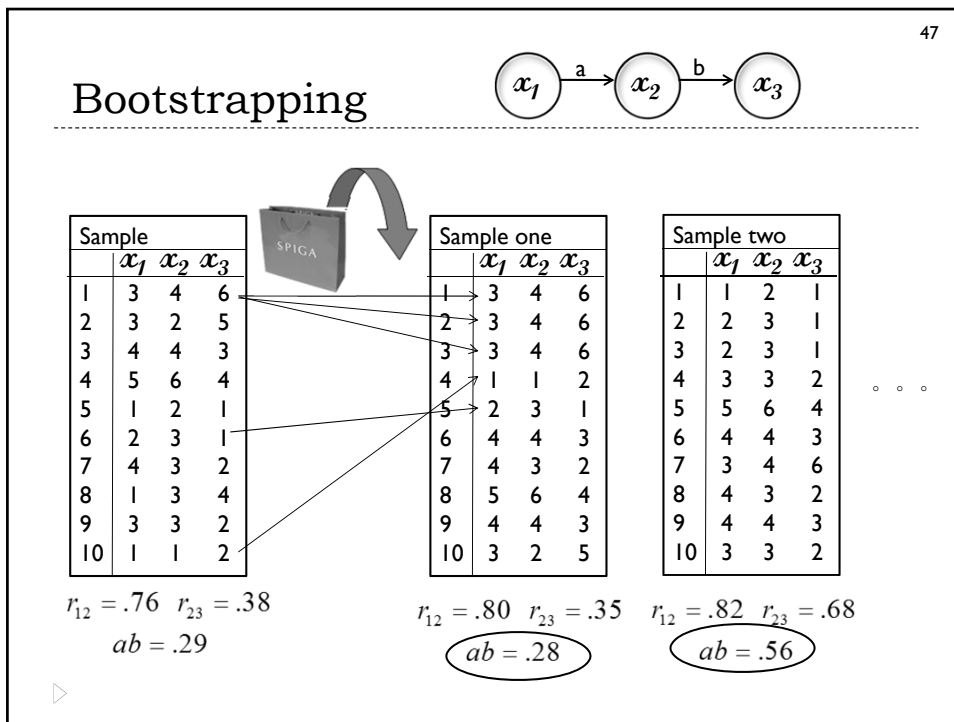 47
Bootstrapping
x1 a x2 b x3
SPIGA
Sample
x1 x2 x3
1 3 4 6
2 3 2 5
3 4 4 3
4 5 6 4
5 1 2 1
6 2 3 1
7 4 3 2
8 1 3 4
9 3 3 2
10 1 1 2
r12 = .76 r23 = .38
ab = .29
Sample one
x1 x2 x3
1 3 4 6
2 3 4 6
3 3 4 6
4 1 1 2
5 2 3 1
6 4 4 3
7 4 3 2
8 5 6 4
9 4 4 3
10 3 2 5
r12 = .80 r23 = .35
ab = .28
Sample two
x1 x2 x3
1 1 2 1
2 2 3 1
3 2 3 1
4 3 3 2
5 5 6 4
6 4 4 3
7 3 4 6
8 4 3 2
9 4 4 3
10 3 3 2
r12 = .82 r23 = .68
ab = .56
。。。